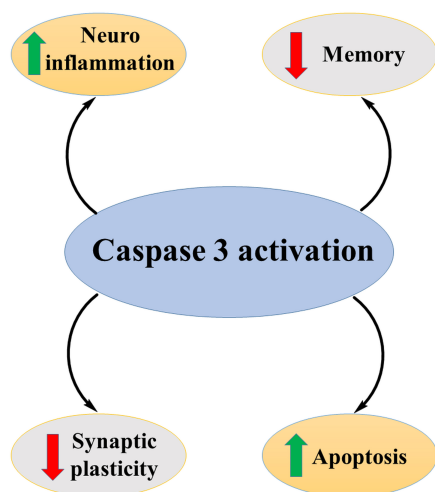 Neuro
inflammation
Memory
Caspase 3 activation
Synaptic
plasticity
Apoptosis